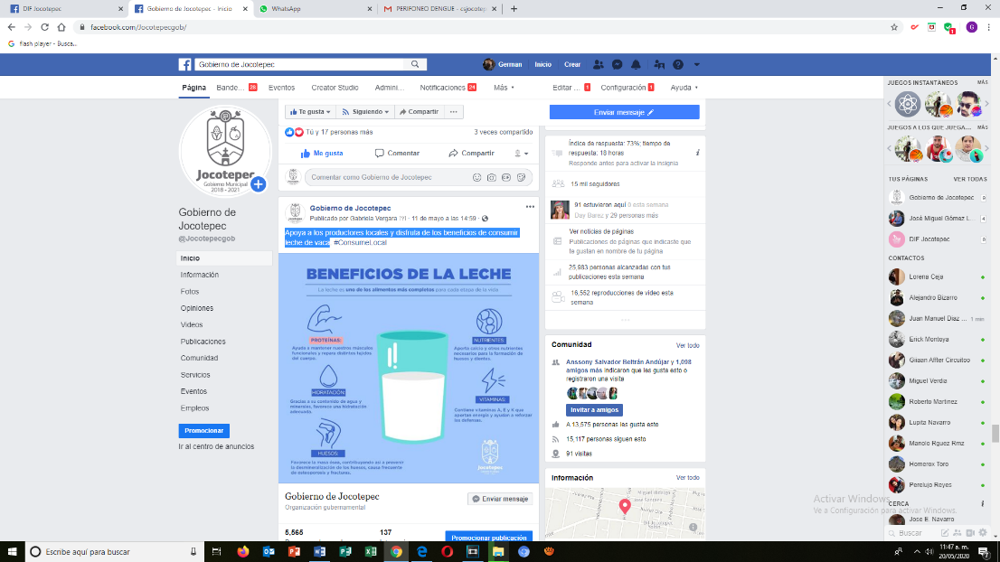 DIF Jocotepec
Gobierno de Jocotepec - Inicio
WhatsApp
PERIFONEO DENGUE - csjocotep
facebook.com/Jocotepecgob/
flash player - Busca...
Gobierno de Jocotepec
German
Inicio
Crear
Página
Bande...
28
Eventos
Creator Studio
Admini...
Notificaciones
24
Más
Editar ...
1
Configuración
1
Ayuda
Jocotepec
Gobierno Municipal
2018 - 2021
Gobierno de
Jocotepec
@Jocotepecgob
Inicio
Información
Fotos
Opiniones
Videos
Publicaciones
Comunidad
Servicios
Eventos
Empleos
Promocionar
Ir al centro de anuncios
Te gusta
Siguiendo
Compartir
Tú y 17 personas más
3 veces compartido
Me gusta
Comentar
Compartir
Comentar como Gobierno de Jocotepec
Gobierno de Jocotepec
Publicado por Gabriela Vergara
11 de mayo a las 14:59
Apoya a los productores locales y disfruta de los beneficios de consumir
leche de vaca #ConsumeLocal
BENEFICIOS DE LA LECHE
La leche es uno de los alimentos más completos para cada etapa de la vida
PROTEÍNAS:
Ayuda a mantener nuestros músculos
funcionales y repara distintos tejidos
del cuerpo.
HIDRATACIÓN:
Gracias a su contenido de agua y
minerales, favorece una hidratación
adecuada.
HUESOS:
Favorece la masa ósea, contribuyendo así a prevenir
la desmineralización de los huesos, causa frecuente
de osteoporosis y fracturas.
NUTRIENTES:
Aporta calcio y otros nutrientes
necesarios para la formación de
huesos y dientes.
VITAMINAS:
Contiene vitaminas A, E y K que
aportan energía y ayudan a reforzar
las defensas.
Jocotepec
Gobierno de Jocotepec
Organización gubernamental
Enviar mensaje
5,565
137
Promocionar publicación
Enviar mensaje
Índice de respuesta: 73%; tiempo de
respuesta: 18 horas
Responde antes para activar la insignia
15 mil seguidores
91 estuvieron aquí 0 esta semana
Day Barez y 29 personas más
Ver noticias de páginas
Publicaciones de páginas que indicaste que
te gustan en nombre de tu página
25,983 personas alcanzadas con tus
publicaciones esta semana
16,552 reproducciones de video esta
semana
Comunidad
Ver todo
Anssony Salvador Beltrán Andújar y 1,098
amigos más indicaron que les gusta esto o
registraron una visita
Invitar a amigos
A 13,575 personas les gusta esto
15,117 personas siguen esto
91 visitas
Información
Ver todo
JUEGOS INSTANTÁNEOS
MÁS
JUEGOS A LOS QUE JUEGA...
MÁS
TUS PÁGINAS
VER TODAS
Gobierno de Jocotepec
9
José Miguel Gómez L...
4
DIF Jocotepec
CONTACTOS
Lorena Ceja
Alejandro Bizarro
Juan Manuel Diaz ...
1 min
Erick Montoya
Giiaan Affter Circuitoo
Miguel Verdia
Roberto Martinez
Lupita Navarro
Manolo Rguez Rmz
Homerox Toro
Perelujo Reyes
CERCA
Jose E. Navarro
Buscar
Activar Windows
Ve a Configuración para activar Windows.
Escribe aquí para buscar
11:47 a. m.
20/05/2020